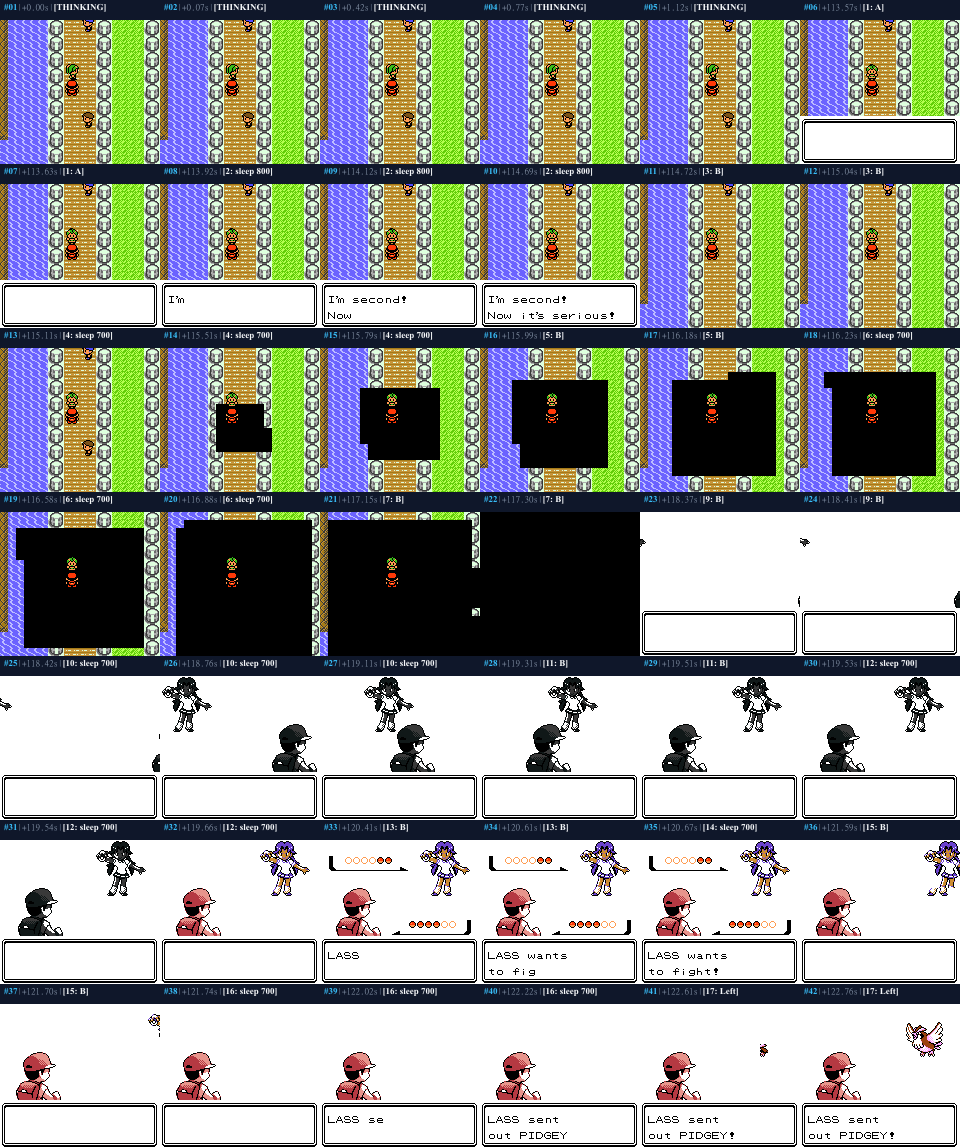 #01 | +0.00s | [THINKING]
#02 | +0.07s | [THINKING]
#03 | +0.42s | [THINKING]
#04 | +0.77s | [THINKING]
#05 | +1.12s | [THINKING]
#06 | +113.57s | [1: A]
#07 | +113.63s | [1: A]
#08 | +113.92s | [2: sleep 800]
#09 | +114.12s | [2: sleep 800]
#10 | +114.69s | [2: sleep 800]
#11 | +114.72s | [3: B]
#12 | +115.04s | [3: B]
I'm
I'm second!
Now
I'm second!
Now it's serious!
#13 | +115.11s | [4: sleep 700]
#14 | +115.51s | [4: sleep 700]
#15 | +115.79s | [4: sleep 700]
#16 | +115.99s | [5: B]
#17 | +116.18s | [5: B]
#18 | +116.23s | [6: sleep 700]
#19 | +116.58s | [6: sleep 700]
#20 | +116.88s | [6: sleep 700]
#21 | +117.15s | [7: B]
#22 | +117.30s | [7: B]
#23 | +118.37s | [9: B]
#24 | +118.41s | [9: B]
#25 | +118.42s | [10: sleep 700]
#26 | +118.76s | [10: sleep 700]
#27 | +119.11s | [10: sleep 700]
#28 | +119.31s | [11: B]
#29 | +119.51s | [11: B]
#30 | +119.53s | [12: sleep 700]
#31 | +119.54s | [12: sleep 700]
#32 | +119.66s | [12: sleep 700]
#33 | +120.41s | [13: B]
#34 | +120.61s | [13: B]
#35 | +120.67s | [14: sleep 700]
#36 | +121.59s | [15: B]
LASS
LASS wants
to fig
LASS wants
to fight!
#37 | +121.70s | [15: B]
#38 | +121.74s | [16: sleep 700]
#39 | +122.02s | [16: sleep 700]
#40 | +122.22s | [16: sleep 700]
#41 | +122.61s | [17: Left]
#42 | +122.76s | [17: Left]
LASS se
LASS sent
out PIDGEY
LASS sent
out PIDGEY!
LASS sent
out PIDGEY!